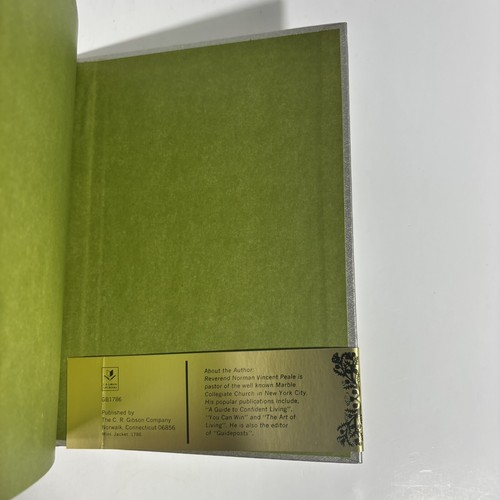 GB1786
Published by
The C. R. Gibson Company
Norwalk, Connecticut 06856
About the Author:
Reverend Norman Vincent Peale is
pastor of the well known Marble
Collegiate Church in New York City.
His popular publications include,
"A Guide to Confident Living",
"You Can Win" and "The Art of
Living". He is also the editor
of "Guideposts".